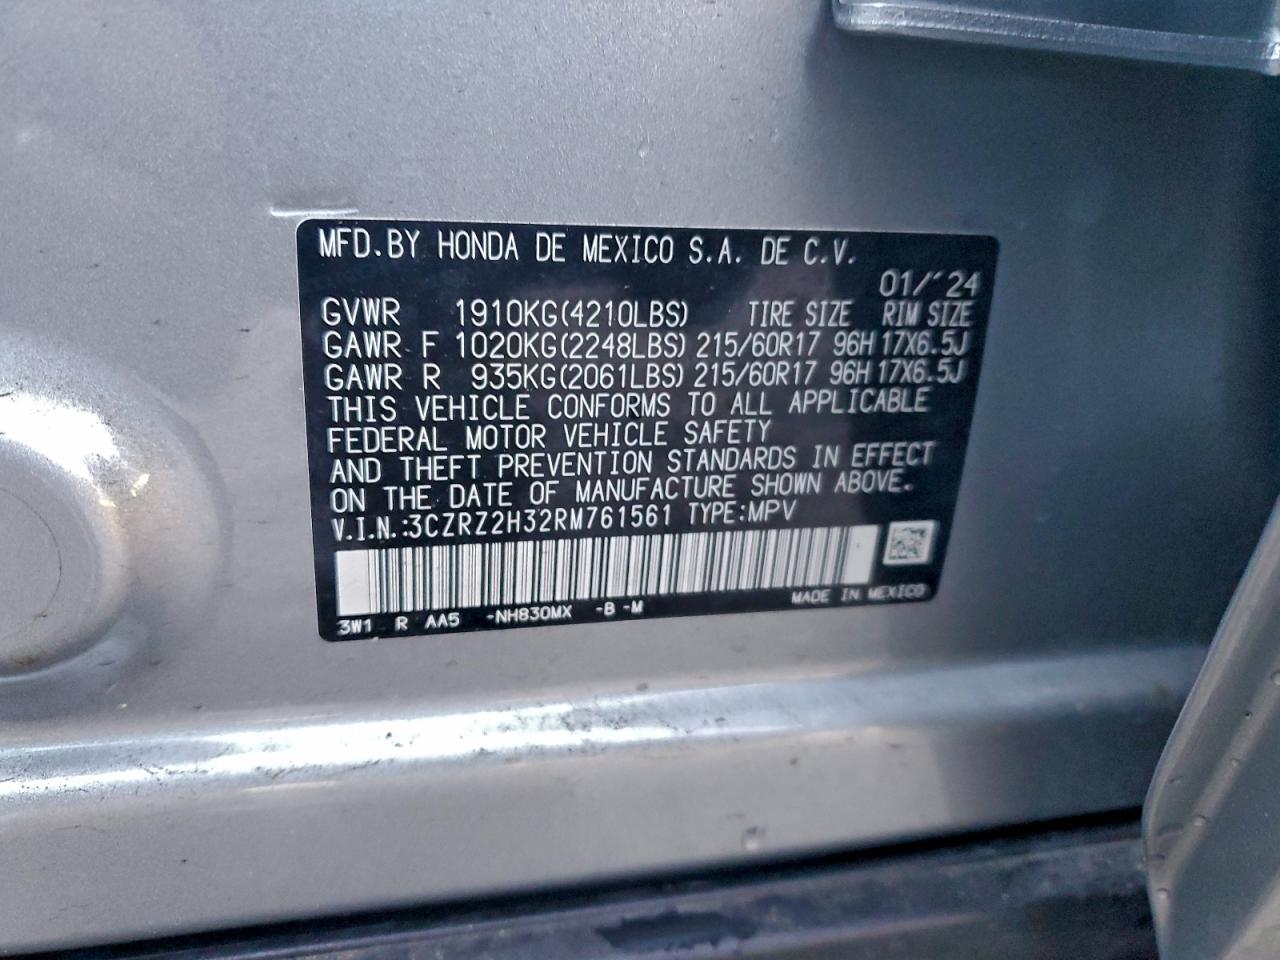 MFD.BY HONDA DE MEXICO S.A. DE C.V.
01/´24
GVWR 1910KG(4210LBS) TIRE SIZE RIM SIZE
GAWR F 1020KG(2248LBS) 215/60R17 96H 17X6.5J
GAWR R 935KG(2061LBS) 215/60R17 96H 17X6.5J
THIS VEHICLE CONFORMS TO ALL APPLICABLE
FEDERAL MOTOR VEHICLE SAFETY
AND THEFT PREVENTION STANDARDS IN EFFECT
ON THE DATE OF MANUFACTURE SHOWN ABOVE.
V.I.N.:3CZRZ2H32RM761561 TYPE:MPV
MADE IN MEXICO
3W1 R AA5 -NH830MX -B -M